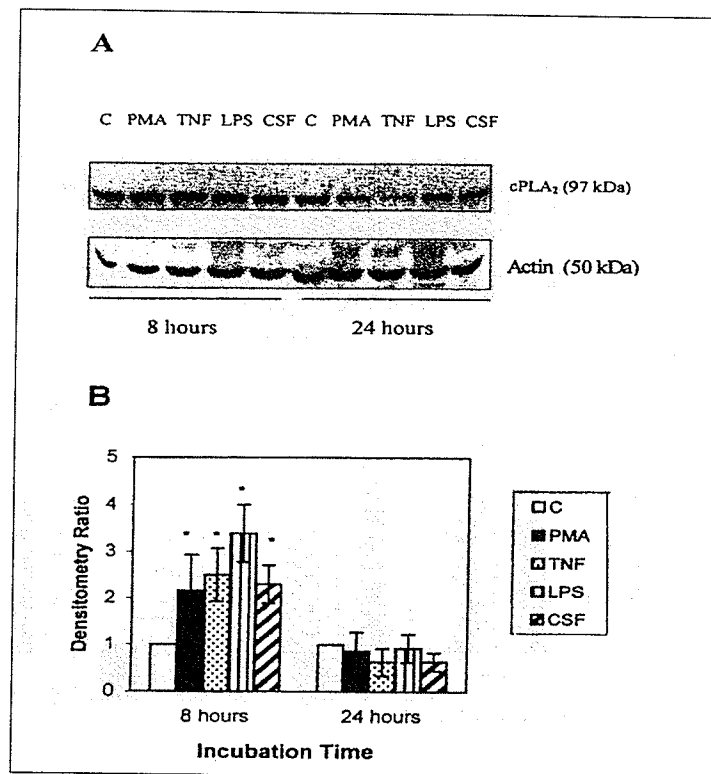 A
C PMA TNF LPS CSF C PMA TNF LPS CSF
cPLA₂ (97 kDa)
Actin (50 kDa)
8 hours 24 hours
B
Densitometry Ratio
5
4
3
2
1
0
* * * *
8 hours 24 hours
Incubation Time
C
PMA
TNF
LPS
CSF